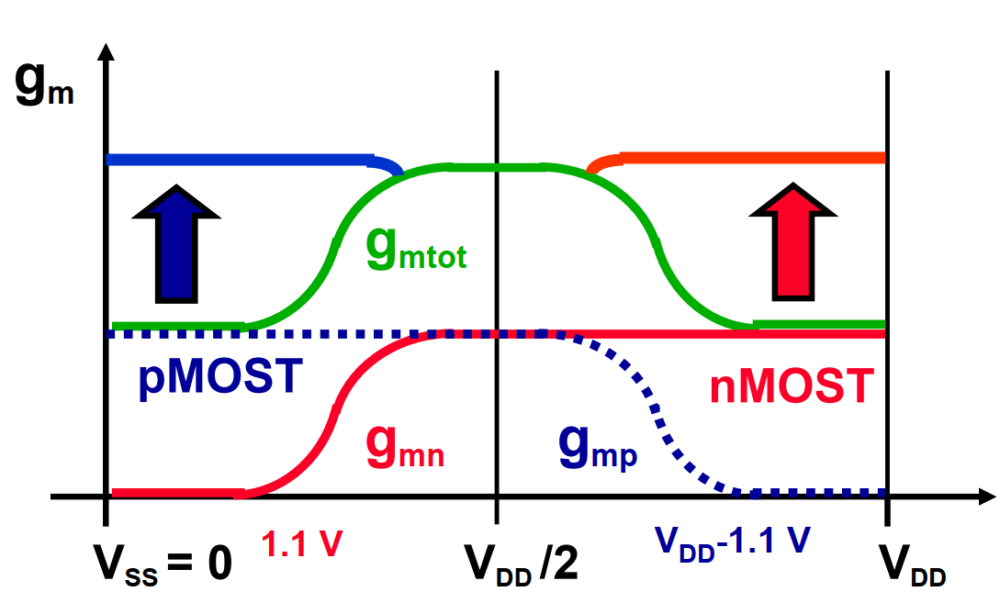 gm
gmtot
pMOST
nMOST
gmn
gmp
1.1 V
VDD-1.1 V
VSS = 0
VDD /2
VDD